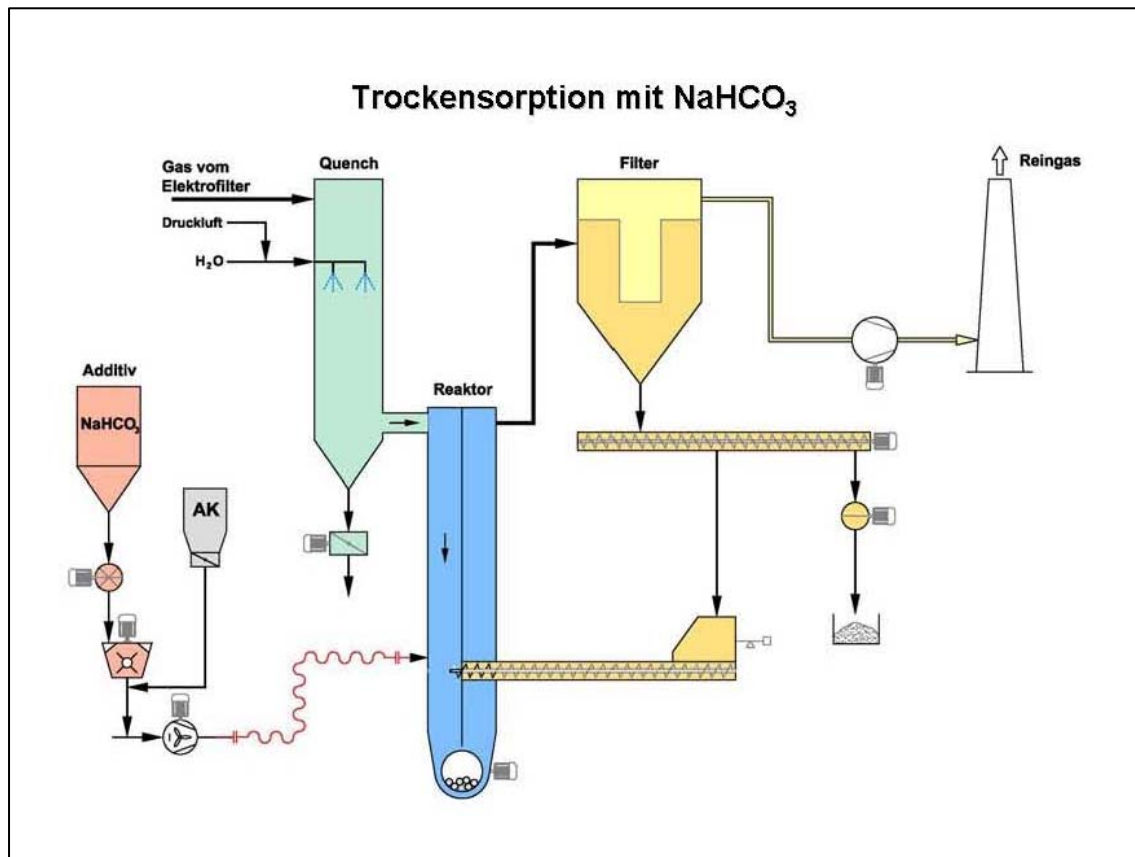 Trockensorption mit NaHCO₃
Quench
Filter
Reingas
Gas vom
Elektrofilter
Druckluft
H₂O
Additiv
Reaktor
NaHCO₃
AK